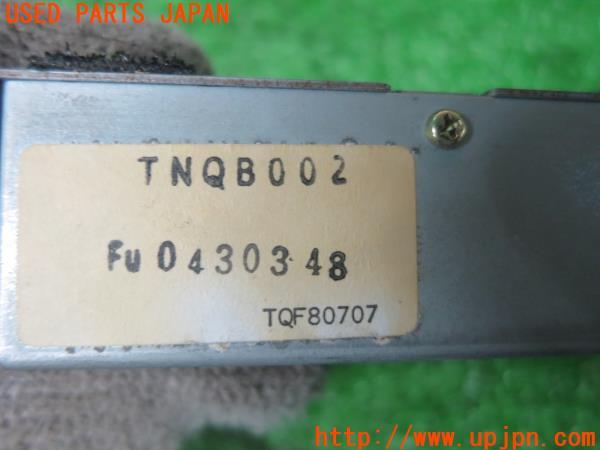 USED PARTS JAPAN
TNQB002
Fu 0430348
TQF80707
http://www.upjpn.com/